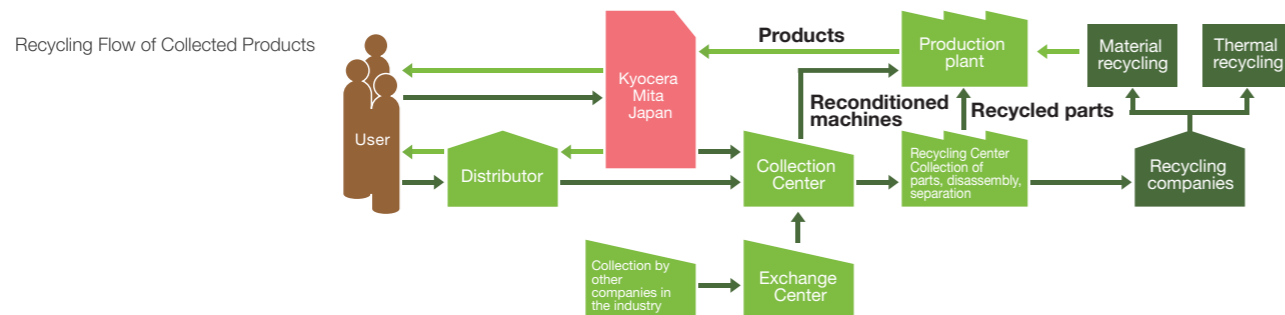 Recycling Flow of Collected Products
User
Distributor
Kyocera
Mita
Japan
Products
Production
plant
Material
recycling
Thermal
recycling
Reconditioned
machines
Recycled parts
Collection
Center
Recycling Center
Collection of
parts, disassembly,
separation
Recycling
companies
Collection by
other
companies in
the industry
Exchange
Center